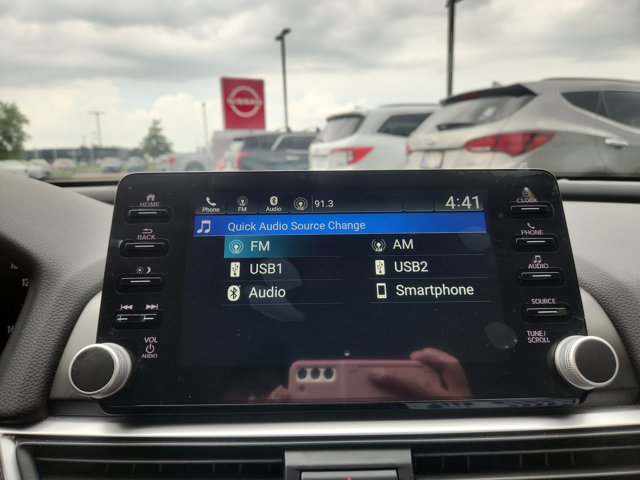 NISSAN
HOME
BACK
VOL
AUDIO
Phone FM Audio 91.3 4:41
Quick Audio Source Change
FM AM
USB1 USB2
Audio Smartphone
CLOCK
PHONE
AUDIO
SOURCE
TUNE/
SCROLL